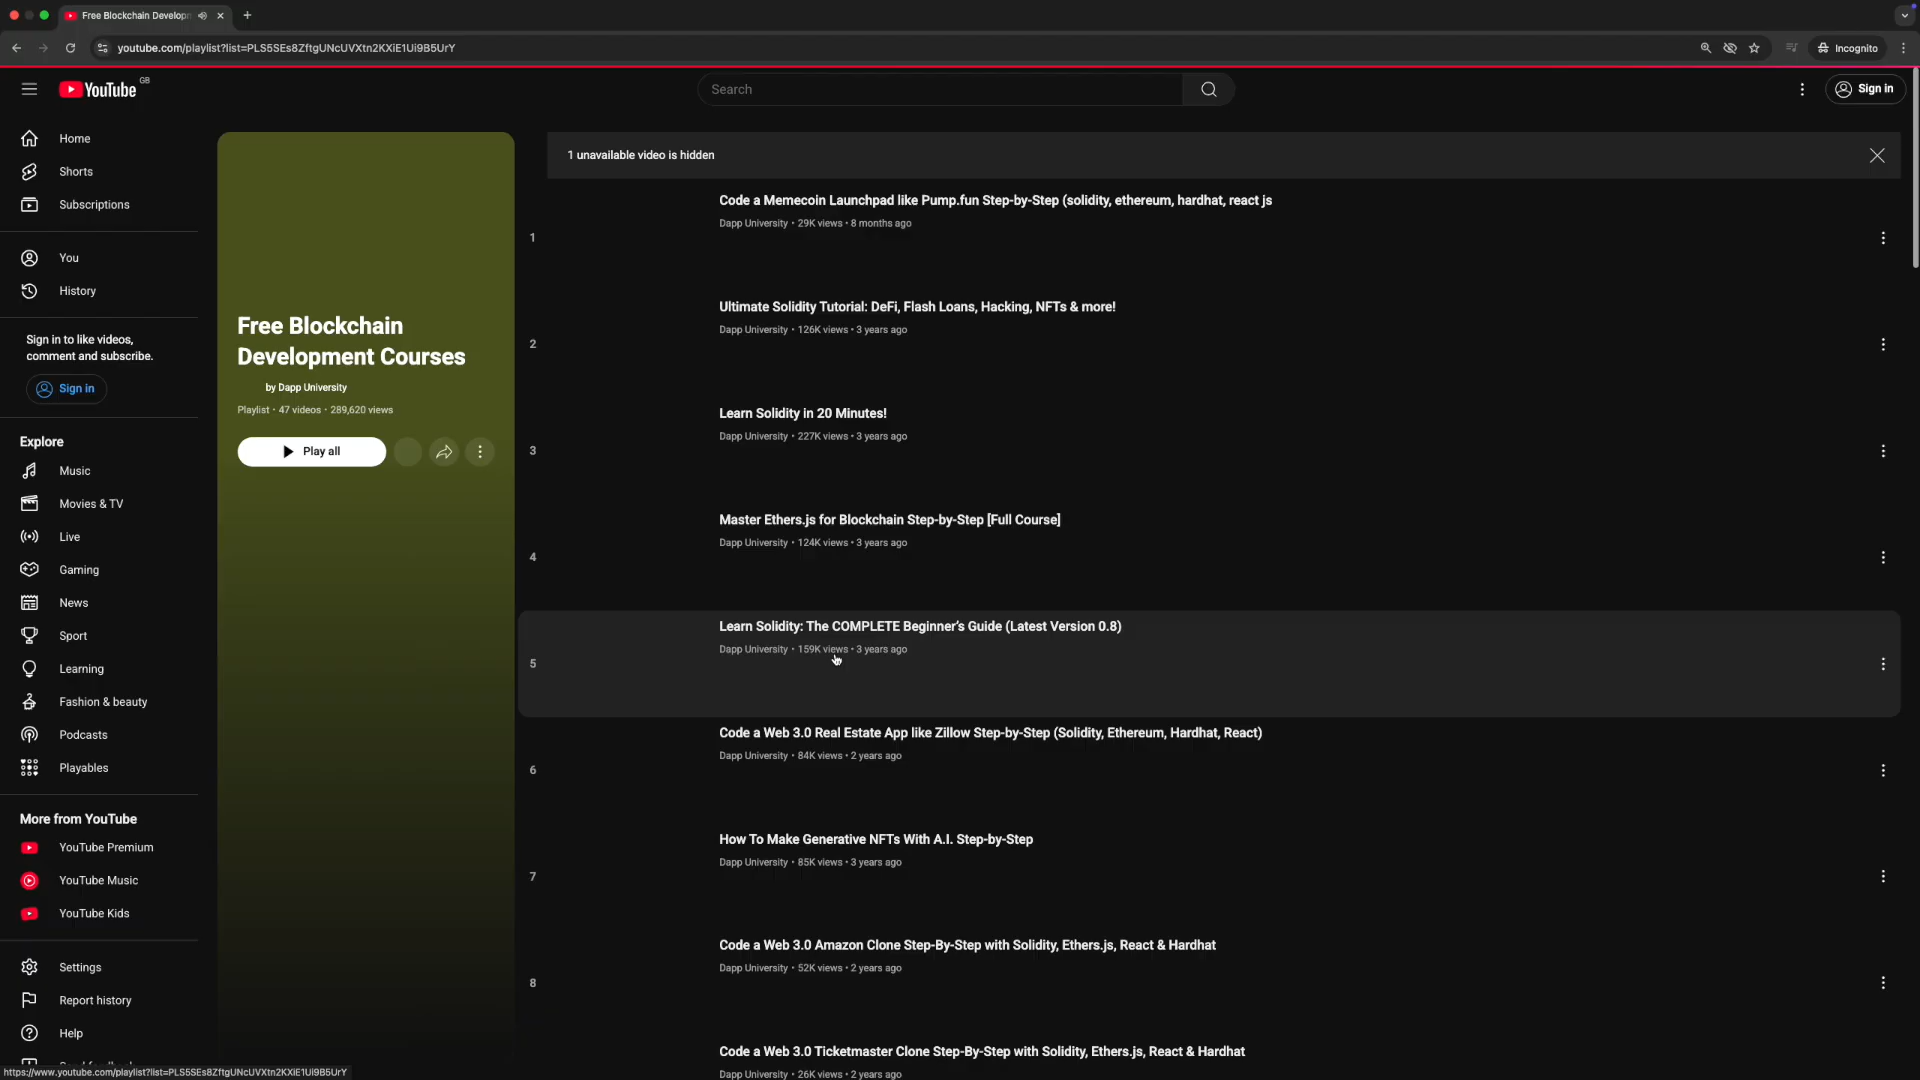 Free Blockchain Develop
youtube.com/playlist?list=PLS5SEs8ZftgUNcUVXtn2KXiE1Ui9B5UrY
Incognito
YouTube
GB
Search
Sign in
Home
Shorts
Subscriptions
You
History
Sign in to like videos,
comment and subscribe.
Sign in
Explore
Music
Movies & TV
Live
Gaming
News
Sport
Learning
Fashion & beauty
Podcasts
Playables
More from YouTube
YouTube Premium
YouTube Music
YouTube Kids
Settings
Report history
Help
Free Blockchain
Development Courses
by Dapp University
Playlist • 47 videos • 289,620 views
Play all
1 unavailable video is hidden
1
Code a Memecoin Launchpad like Pump.fun Step-by-Step (solidity, ethereum, hardhat, react js
Dapp University • 29K views • 8 months ago
2
Ultimate Solidity Tutorial: DeFi, Flash Loans, Hacking, NFTs & more!
Dapp University • 126K views • 3 years ago
3
Learn Solidity in 20 Minutes!
Dapp University • 227K views • 3 years ago
4
Master Ethers.js for Blockchain Step-by-Step [Full Course]
Dapp University • 124K views • 3 years ago
5
Learn Solidity: The COMPLETE Beginner's Guide (Latest Version 0.8)
Dapp University • 159K views • 3 years ago
6
Code a Web 3.0 Real Estate App like Zillow Step-by-Step (Solidity, Ethereum, Hardhat, React)
Dapp University • 84K views • 2 years ago
7
How To Make Generative NFTs With A.I. Step-by-Step
Dapp University • 85K views • 3 years ago
8
Code a Web 3.0 Amazon Clone Step-By-Step with Solidity, Ethers.js, React & Hardhat
Dapp University • 52K views • 2 years ago
Code a Web 3.0 Ticketmaster Clone Step-By-Step with Solidity, Ethers.js, React & Hardhat
Dapp University • 26K views • 2 years ago
https://www.youtube.com/playlist?list=PLS5SEs8ZftgUNcUVXtn2KXiE1Ui9B5UrY